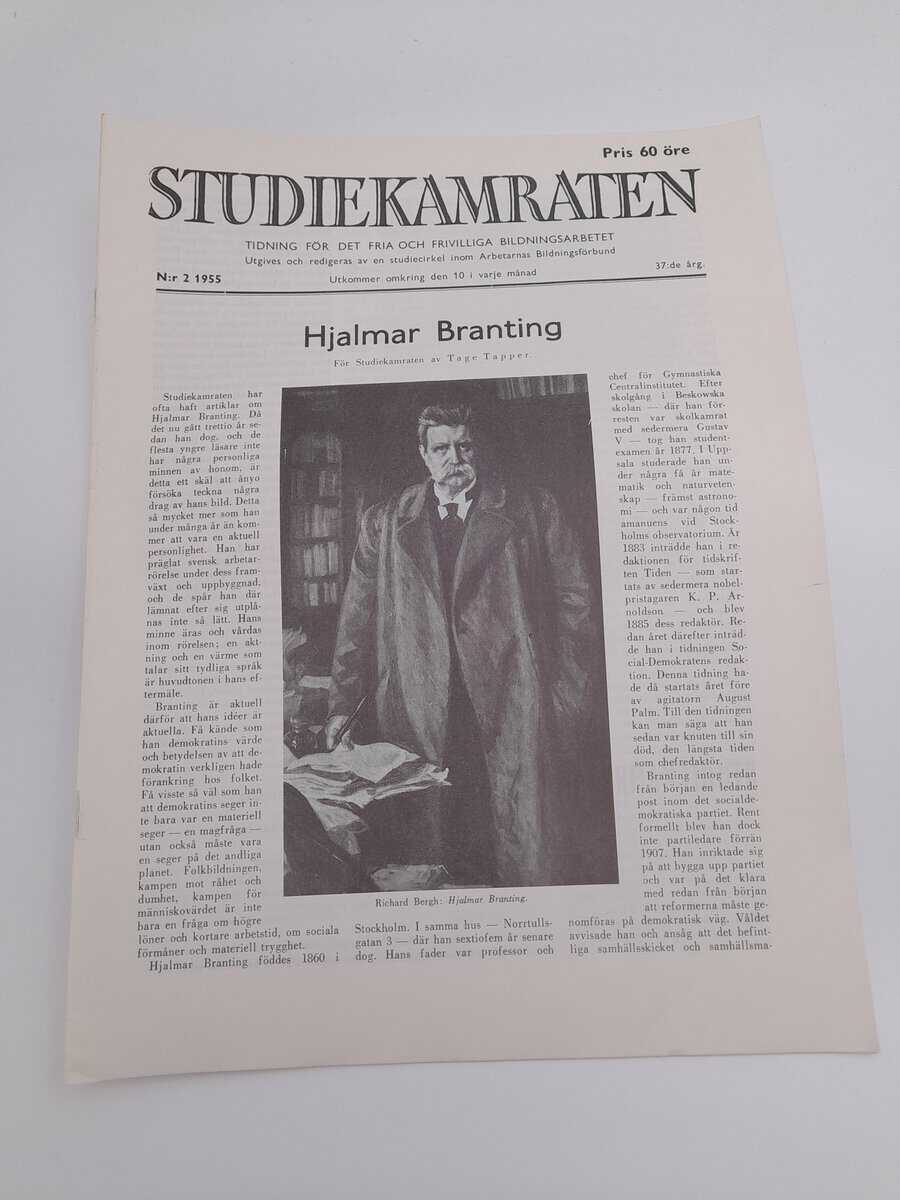 Pris 60 öre
STUDIEKAMRATEN
TIDNING FÖR DET FRIA OCH FRIVILLIGA BILDNINGSARBETET
Utgives och redigeras av en studiecirkel inom Arbetarnas Bildningsförbund
N:r 2 1955
Utkommer omkring den 10 i varje månad
37:de årg.
Hjalmar Branting
För Studiekamraten av Tage Tapper.
Studiekamraten har
ofta haft artiklar om
Hjalmar Branting. Då
det nu gått trettio år se-
dan han dog, och de
flesta yngre läsare inte
har några personliga
minnen av honom, är
detta ett skäl att ånyo
försöka teckna några
drag av hans bild. Detta
så mycket mer som han
under många år än kom-
mer att vara en aktuell
personlighet. Han har
präglat svensk arbetar-
rörelse under dess fram-
växt och uppbyggnad,
och de spår han där
lämnat efter sig utplå-
nas inte så lätt. Hans
minne äras och vårdas
inom rörelsen; en akt-
ning och en värme som
talar sitt tydliga språk
är huvudtonen i hans ef-
termäle.
Branting är aktuell
därför att hans idéer är
aktuella. Få kände som
han demokratins värde
och betydelsen av att de-
mokratin verkligen hade
förankring hos folket.
Få visste så väl som han
att demokratins seger in-
te bara var en materiell
seger — en magfråga —
utan också måste vara
en seger på det andliga
planet. Folkbildningen,
kampen mot råhet och
dumhet, kampen för
människovärdet är inte
bara en fråga om högre
löner och kortare arbetstid, om sociala
förmåner och materiell trygghet.
Hjalmar Branting föddes 1860 i
Richard Bergh: Hjalmar Branting.
Stockholm. I samma hus — Norrtulls-
gatan 3 — där han sextiofem år senare
dog. Hans fader var professor och
chef för Gymnastiska
Centralinstitutet. Efter
skolgång i Beskowska
skolan — där han för-
resten var skolkamrat
med sedermera Gustav
V — tog han student-
examen år 1877. I Upp-
sala studerade han un-
der några få år mate-
matik och naturveten-
skap — främst astrono-
mi — och var någon tid
amanuens vid Stock-
holms observatorium. År
1883 inträdde han i re-
daktionen för tidskrif-
ten Tiden — som star-
tats av sedermera nobel-
pristagaren K. P. Ar-
noldson — och blev
1885 dess redaktör. Re-
dan året därefter inträd-
de han i tidningen So-
cial-Demokratens redak-
tion. Denna tidning ha-
de då startats året före
av agitatorn August
Palm. Till den tidningen
kan man säga att han
sedan var knuten till sin
död, den längsta tiden
som chefredaktör.
Branting intog redan
från början en ledande
post inom det socialde-
mokratiska partiet. Rent
formellt blev han dock
inte partiledare förrän
1907. Han inriktade sig
på att bygga upp partiet
och var på det klara
med redan från början
att reformerna måste ge-
nomföras på demokratisk väg. Våldet
avvisade han och ansåg att det befint-
liga samhällsskicket och samhällsma-